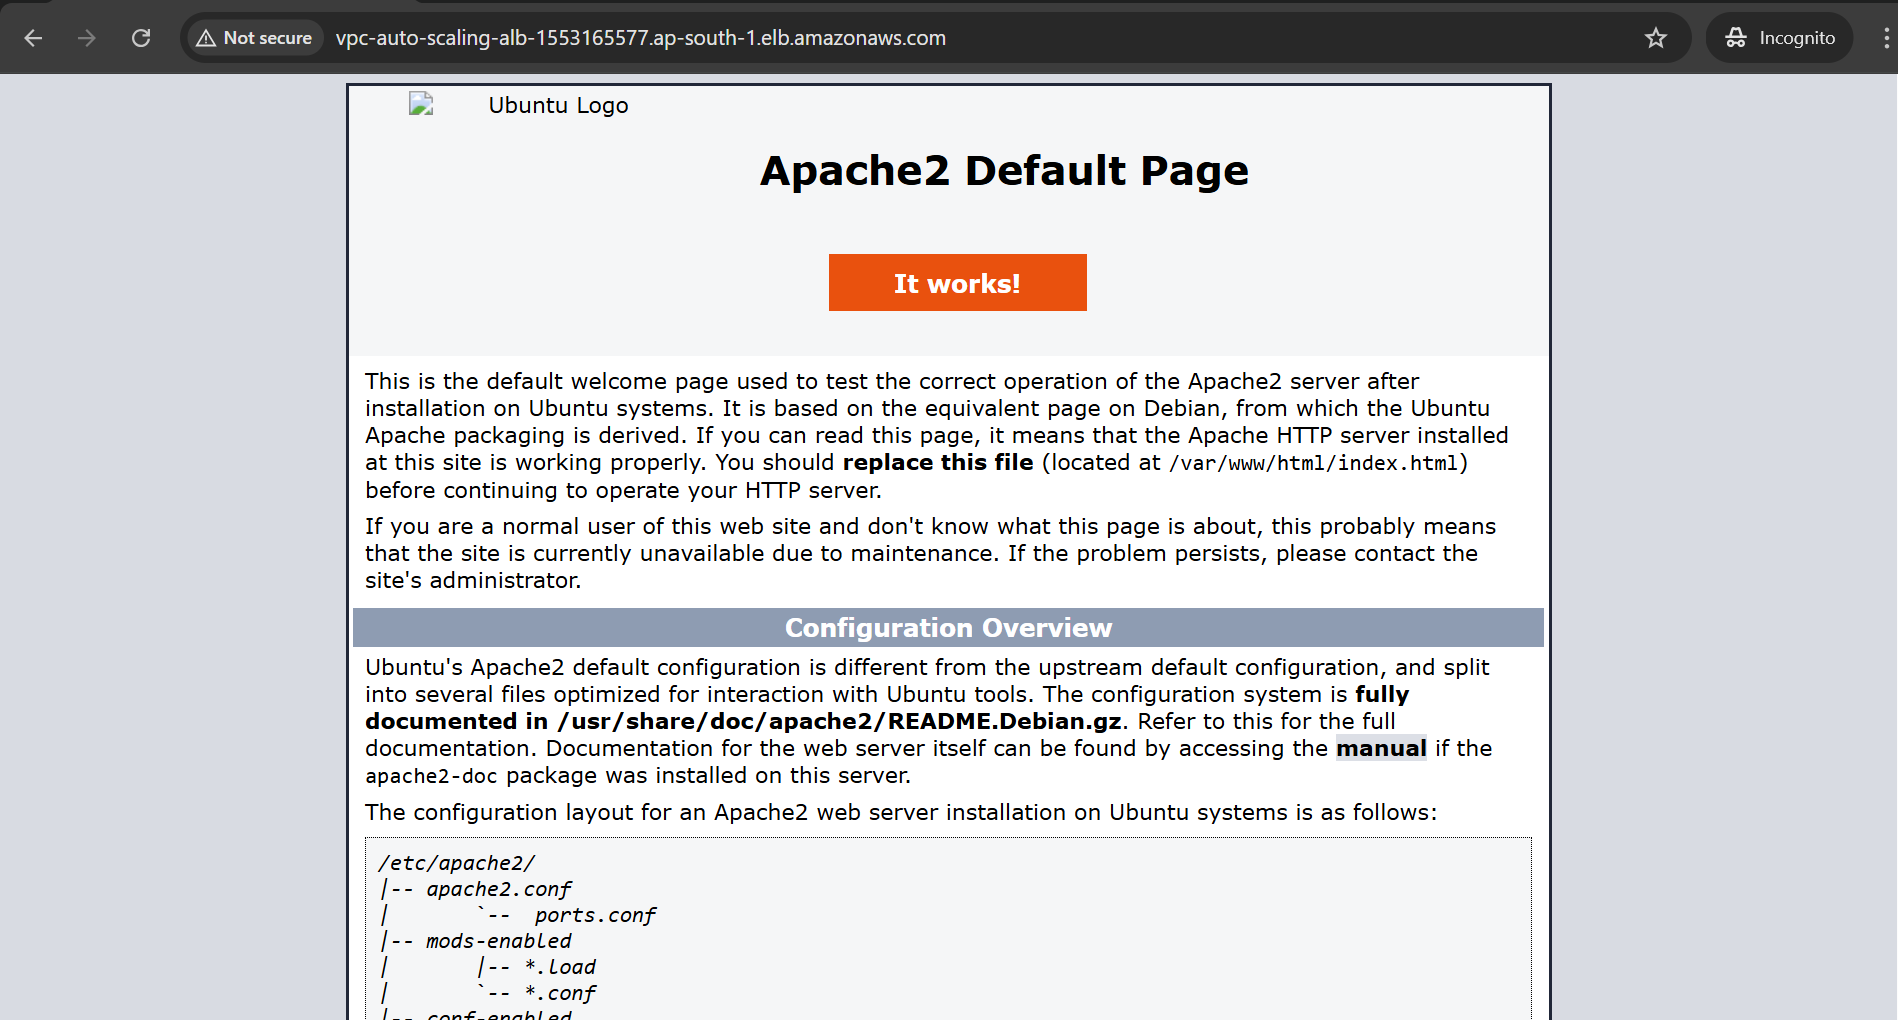 Not secure vpc-auto-scaling-alb-1553165577.ap-south-1.elb.amazonaws.com Incognito
Ubuntu Logo
Apache2 Default Page
It works!
This is the default welcome page used to test the correct operation of the Apache2 server after
installation on Ubuntu systems. It is based on the equivalent page on Debian, from which the Ubuntu
Apache packaging is derived. If you can read this page, it means that the Apache HTTP server installed
at this site is working properly. You should replace this file (located at /var/www/html/index.html)
before continuing to operate your HTTP server.
If you are a normal user of this web site and don't know what this page is about, this probably means
that the site is currently unavailable due to maintenance. If the problem persists, please contact the
site's administrator.
Configuration Overview
Ubuntu's Apache2 default configuration is different from the upstream default configuration, and split
into several files optimized for interaction with Ubuntu tools. The configuration system is fully
documented in /usr/share/doc/apache2/README.Debian.gz. Refer to this for the full
documentation. Documentation for the web server itself can be found by accessing the manual if the
apache2-doc package was installed on this server.
The configuration layout for an Apache2 web server installation on Ubuntu systems is as follows:
/etc/apache2/
|-- apache2.conf
|       `--  ports.conf
|-- mods-enabled
|       |-- *.load
|       `-- *.conf
|-- conf-enabled